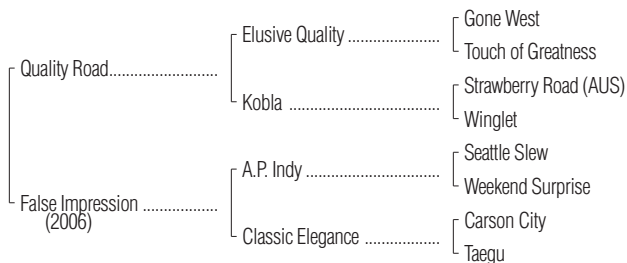 Gone West
Elusive Quality ......................
Touch of Greatness
Quality Road..........................
Strawberry Road (AUS)
Kobla ....................................
Winglet
Seattle Slew
A.P. Indy ................................
Weekend Surprise
False Impression ..................
(2006)
Carson City
Classic Elegance ..................
Taegu